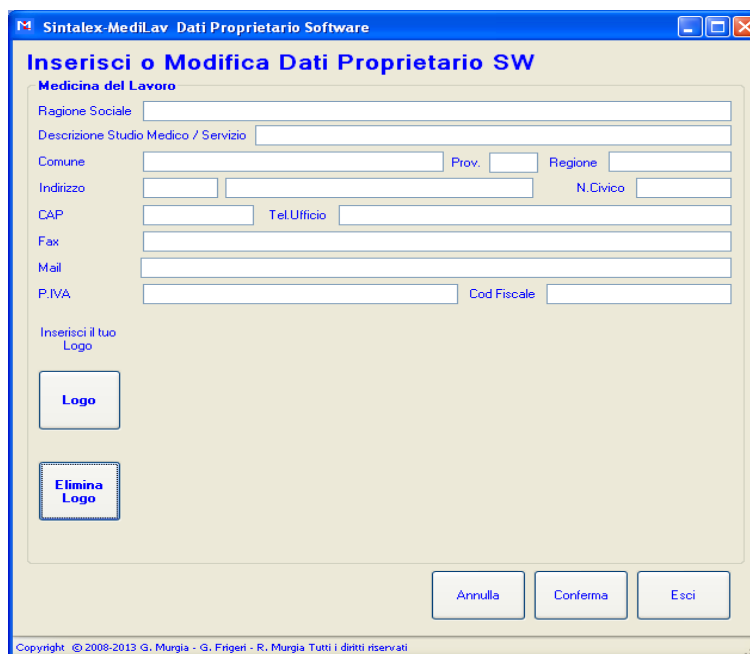 Sintalex-MediLav Dati Proprietario Software
Inserisci o Modifica Dati Proprietario SW
Medicina del Lavoro
Ragione Sociale
Descrizione Studio Medico / Servizio
Comune Prov. Regione
Indirizzo N.Civico
CAP Tel.Ufficio
Fax
Mail
P.IVA Cod Fiscale
Inserisci il tuo
Logo
Logo
Elimina
Logo
Annulla Conferma Esci
Copyright © 2008-2013 G. Murgia - G. Frigeri - R. Murgia Tutti i diritti riservati